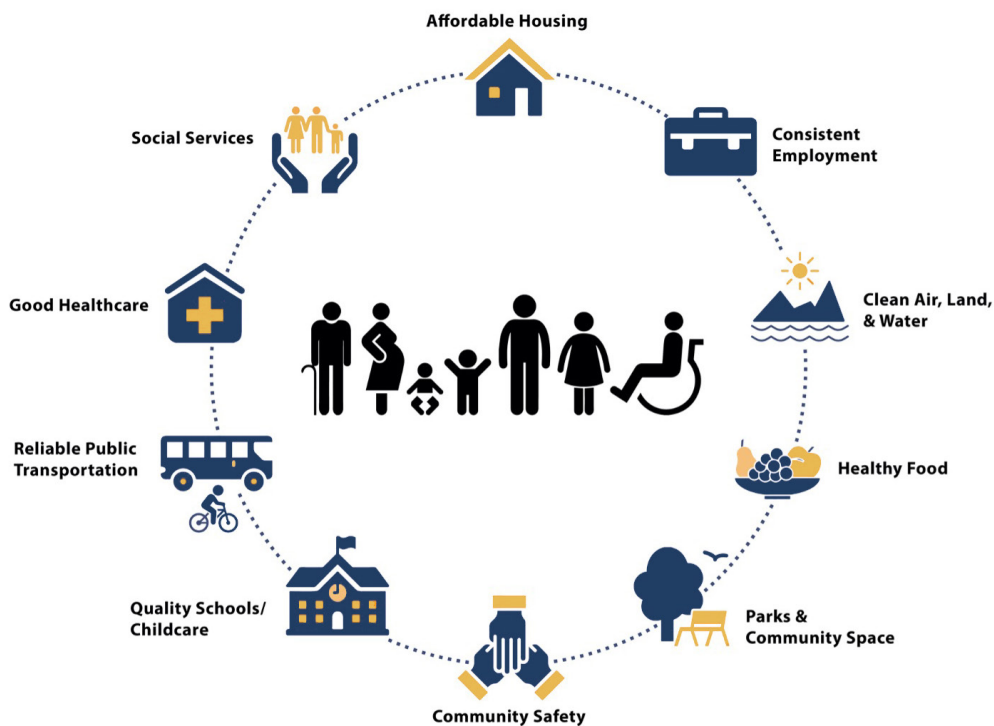 Affordable Housing
Social Services
Consistent
Employment
Good Healthcare
Clean Air, Land,
& Water
Reliable Public
Transportation
Healthy Food
Quality Schools/
Childcare
Parks &
Community Space
Community Safety